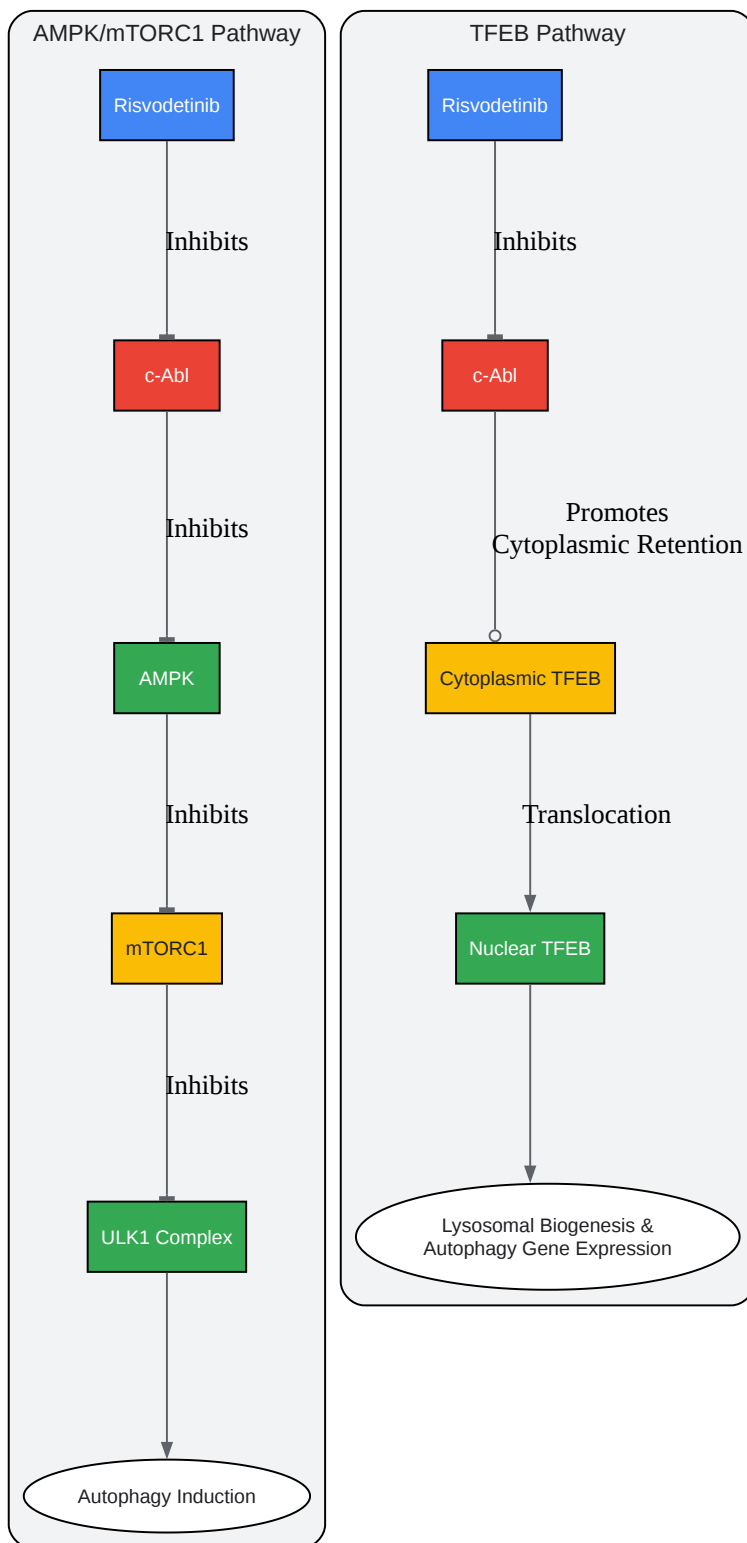 AMPK/mTORC1 Pathway
Risvodetinib
Inhibits
c-Abl
Inhibits
AMPK
Inhibits
mTORC1
Inhibits
ULK1 Complex
Autophagy Induction
TFEB Pathway
Risvodetinib
Inhibits
c-Abl
Promotes
Cytoplasmic Retention
Cytoplasmic TFEB
Translocation
Nuclear TFEB
Lysosomal Biogenesis &
Autophagy Gene Expression